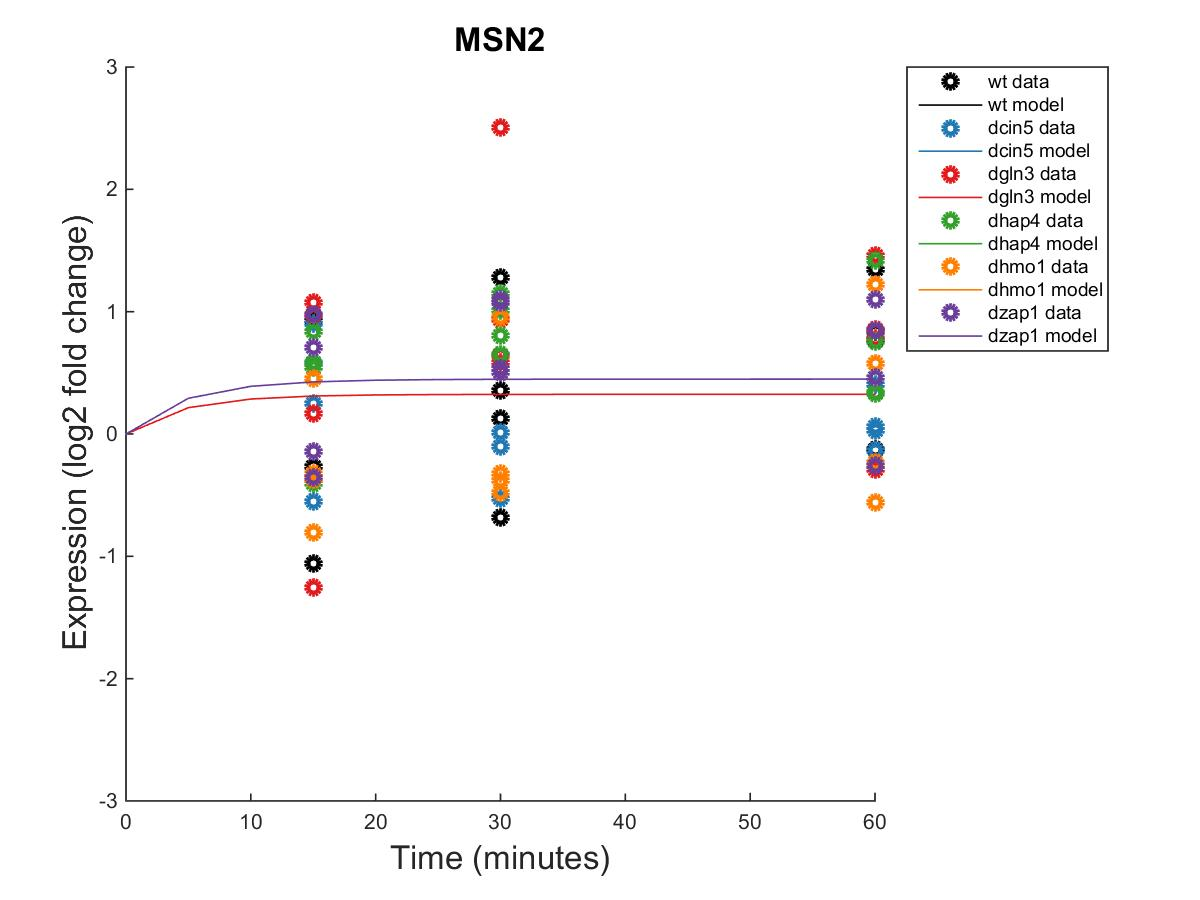 MSN2
3
2
1
0
-1
-2
-3
Expression (log2 fold change)
0 10 20 30 40 50 60
Time (minutes)
wt data
wt model
dcin5 data
dcin5 model
dgln3 data
dgln3 model
dhap4 data
dhap4 model
dhmo1 data
dhmo1 model
dzap1 data
dzap1 model